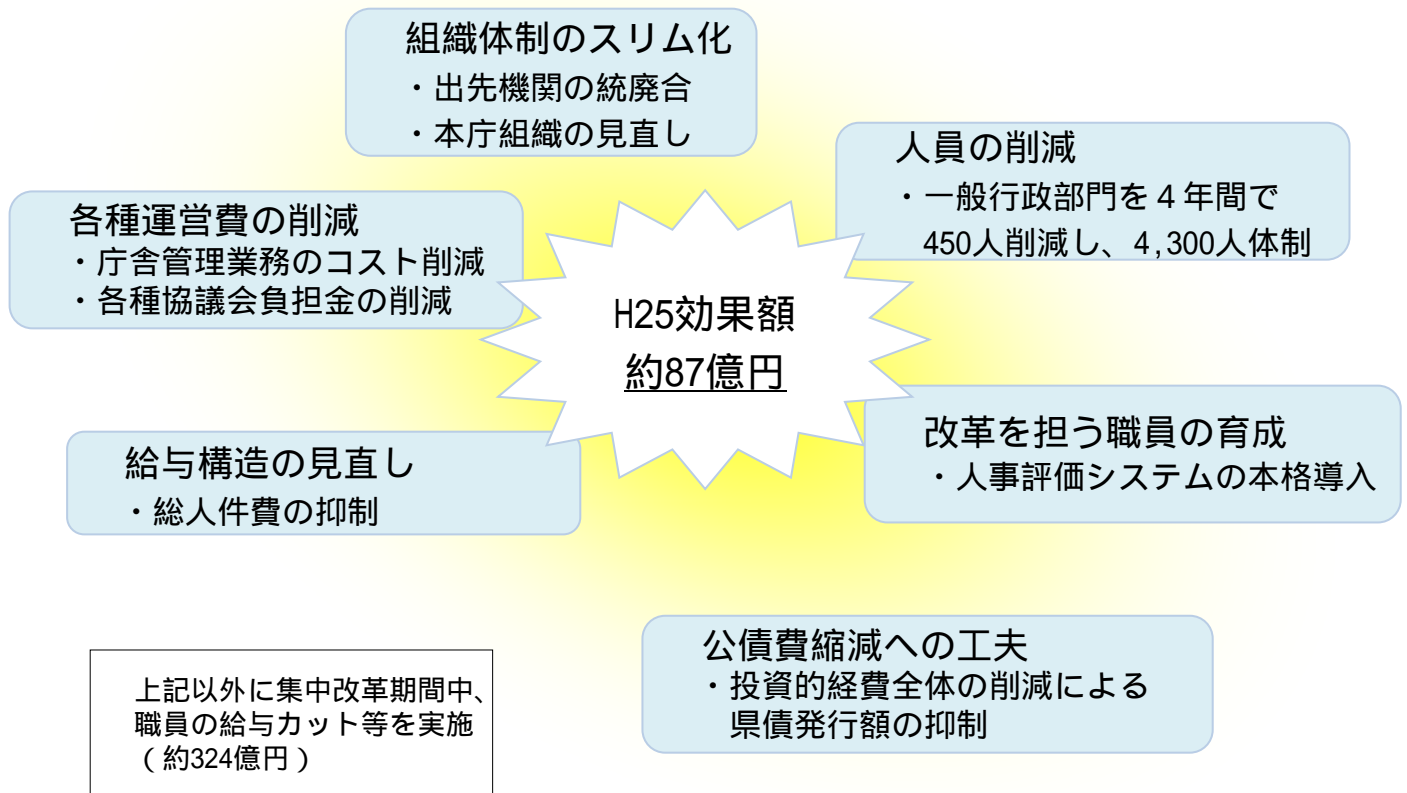 組織体制のスリム化
・出先機関の統廃合
・本庁組織の見直し
人員の削減
・一般行政部門を４年間で
450人削減し、4,300人体制
各種運営費の削減
・庁舎管理業務のコスト削減
・各種協議会負担金の削減
H25効果額
約87億円
改革を担う職員の育成
・人事評価システムの本格導入
給与構造の見直し
・総人件費の抑制
公債費縮減への工夫
・投資的経費全体の削減による
県債発行額の抑制
上記以外に集中改革期間中、
職員の給与カット等を実施
（約324億円）